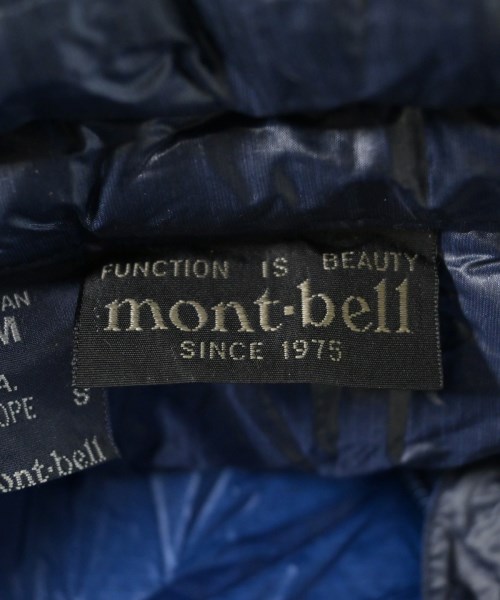 FUNCTION IS BEAUTY
mont-bell
SINCE 1975
AN
M
A.
OPE S
ont-bell